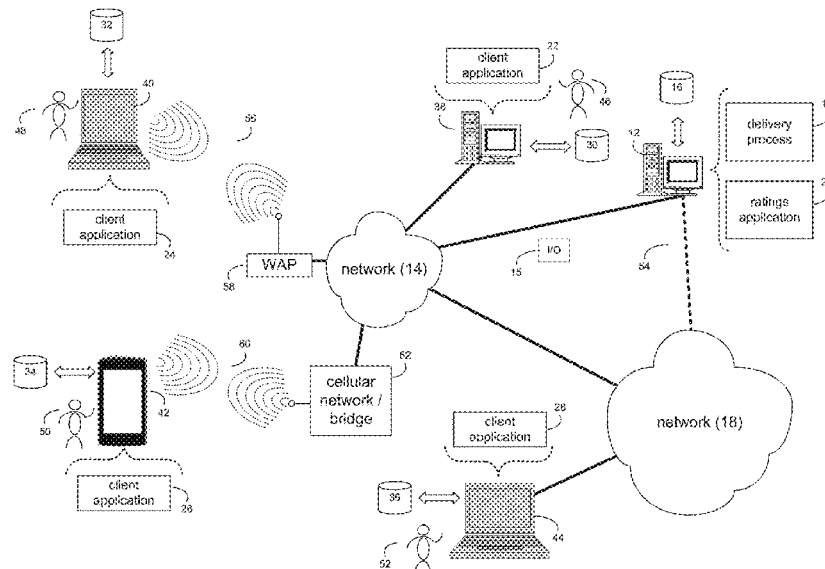 32
40
48
56
client
application
24
WAP
58
34
42
50
60
client
application
26
cellular
network /
bridge
62
network (14)
22
client
application
46
38
30
16
12
delivery
process
ratings
application
15
I/O
54
network (18)
28
client
application
36
44
52